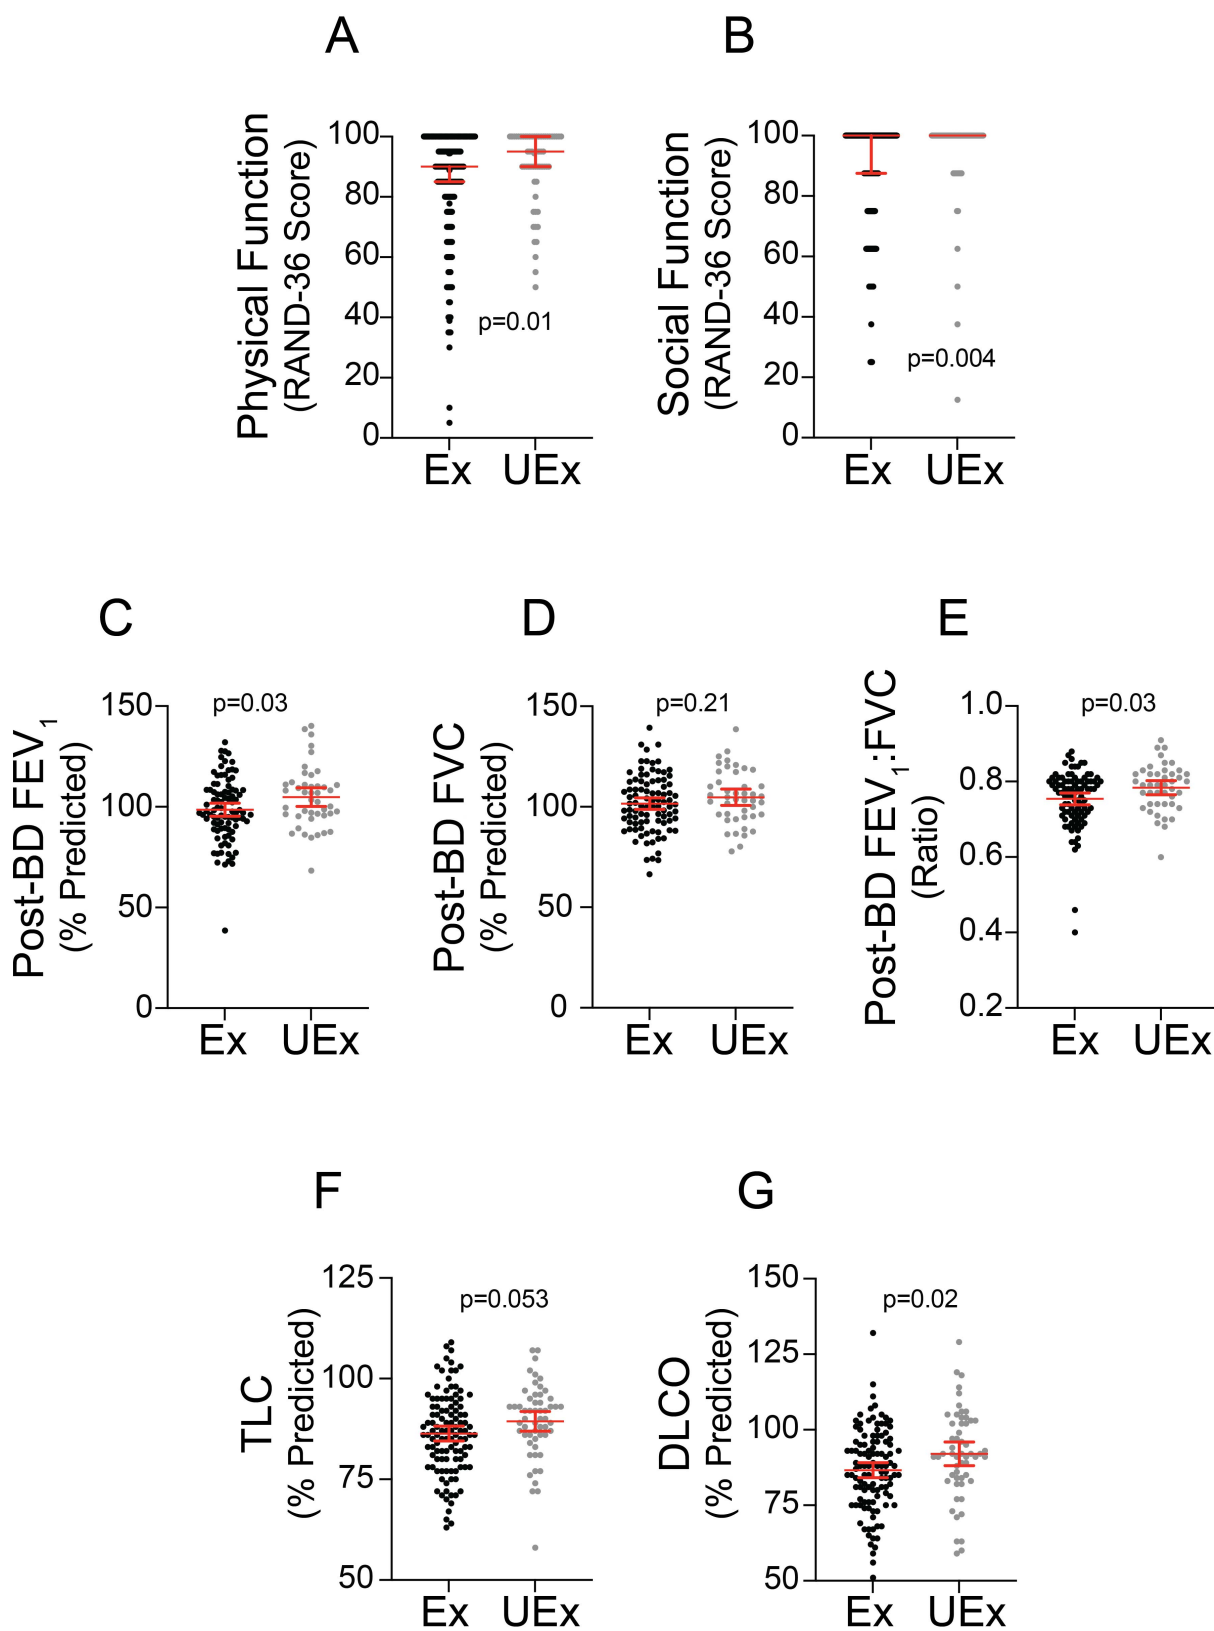 A
Physical Function
(RAND-36 Score)
100
80
60
40
20
0
p=0.01
Ex UEx
B
Social Function
(RAND-36 Score)
100
80
60
40
20
0
p=0.004
Ex UEx
C
Post-BD FEV₁
(% Predicted)
150
100
50
0
p=0.03
Ex UEx
D
Post-BD FVC
(% Predicted)
150
100
50
0
p=0.21
Ex UEx
E
Post-BD FEV₁:FVC
(Ratio)
1.0
0.8
0.6
0.4
0.2
p=0.03
Ex UEx
F
TLC
(% Predicted)
125
100
75
50
p=0.053
Ex UEx
G
DLCO
(% Predicted)
150
125
100
75
50
p=0.02
Ex UEx